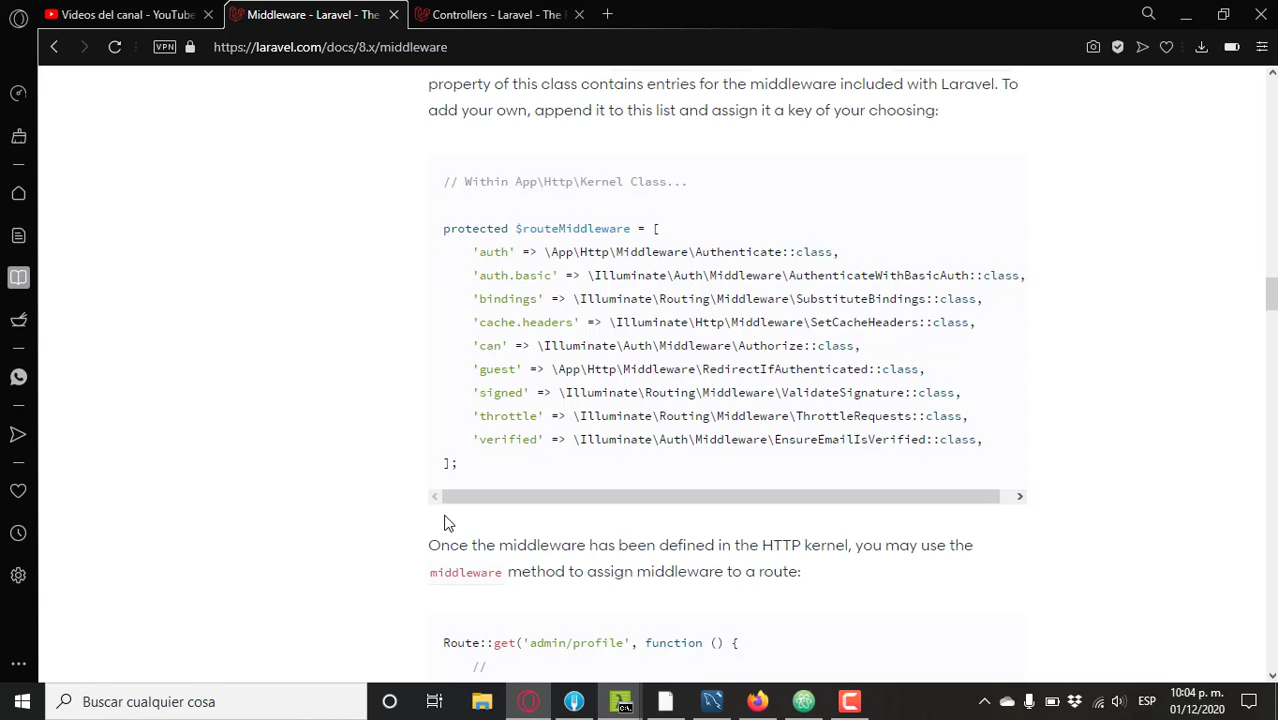 Videos del canal - YouTube
Middleware - Laravel - The
Controllers - Laravel - The
VPN
https://laravel.com/docs/8.x/middleware
property of this class contains entries for the middleware included with Laravel. To
add your own, append it to this list and assign it a key of your choosing:
// Within App\Http\Kernel Class...
protected $routeMiddleware = [
'auth' => \App\Http\Middleware\Authenticate::class,
'auth.basic' => \Illuminate\Auth\Middleware\AuthenticateWithBasicAuth::class,
'bindings' => \Illuminate\Routing\Middleware\SubstituteBindings::class,
'cache.headers' => \Illuminate\Http\Middleware\SetCacheHeaders::class,
'can' => \Illuminate\Auth\Middleware\Authorize::class,
'guest' => \App\Http\Middleware\RedirectIfAuthenticated::class,
'signed' => \Illuminate\Routing\Middleware\ValidateSignature::class,
'throttle' => \Illuminate\Routing\Middleware\ThrottleRequests::class,
'verified' => \Illuminate\Auth\Middleware\EnsureEmailIsVerified::class,
];
Once the middleware has been defined in the HTTP kernel, you may use the
middleware method to assign middleware to a route:
Route::get('admin/profile', function () {
//
Buscar cualquier cosa
ESP
10:04 p. m.
01/12/2020